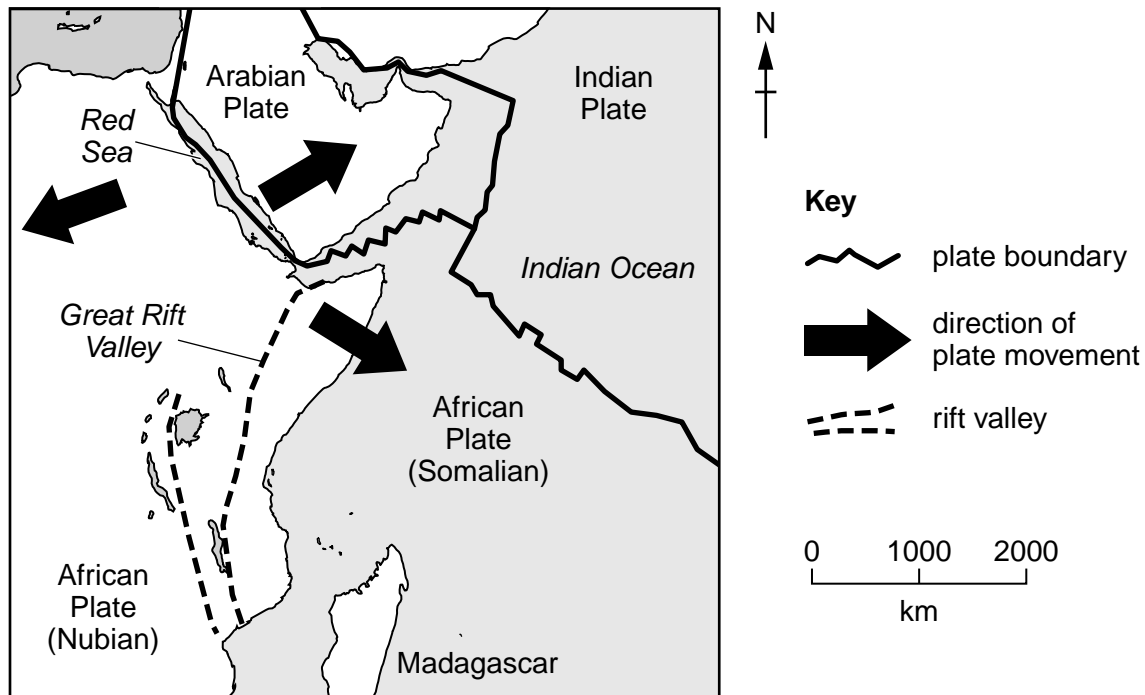 Arabian
Plate
Indian
Plate
Red
Sea
Indian Ocean
Great Rift
Valley
African
Plate
(Somalian)
African
Plate
(Nubian)
Madagascar
N
Key
plate boundary
direction of
plate movement
rift valley
0 1000 2000
km